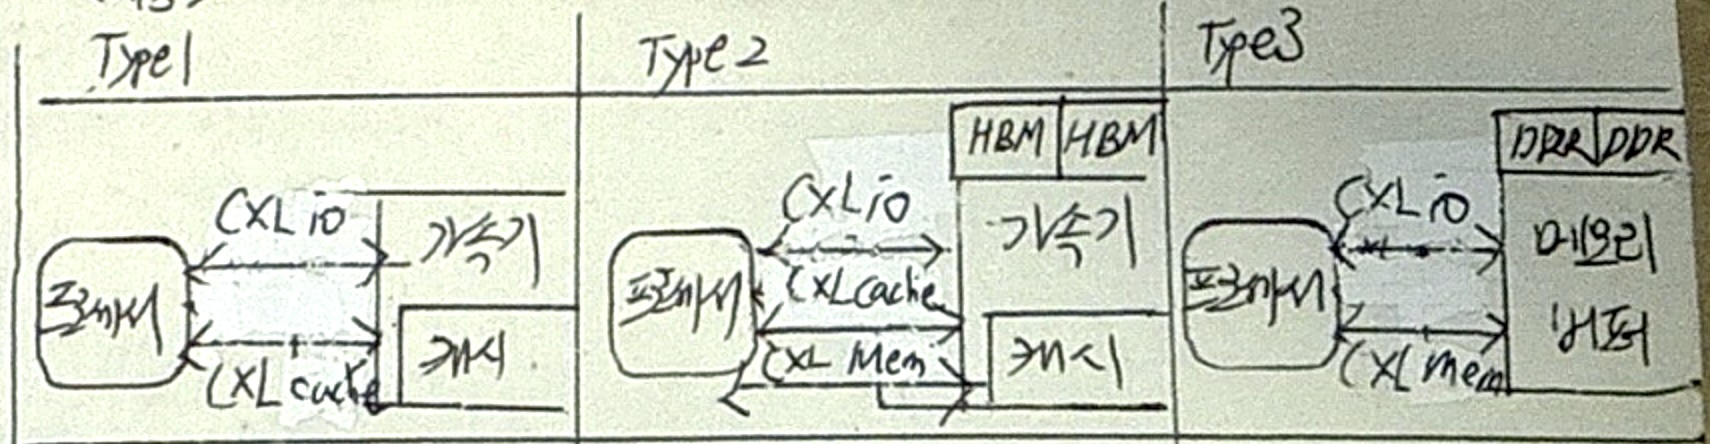 Type1
Type2
Type3
CXL io
프로세서
가속기
캐시
CXL cache
HBM HBM
CXL io
프로세서
가속기
CXL cache
CXL Mem
캐시
DDR DDR
CXL io
프로세서
메모리
버퍼
CXL mem